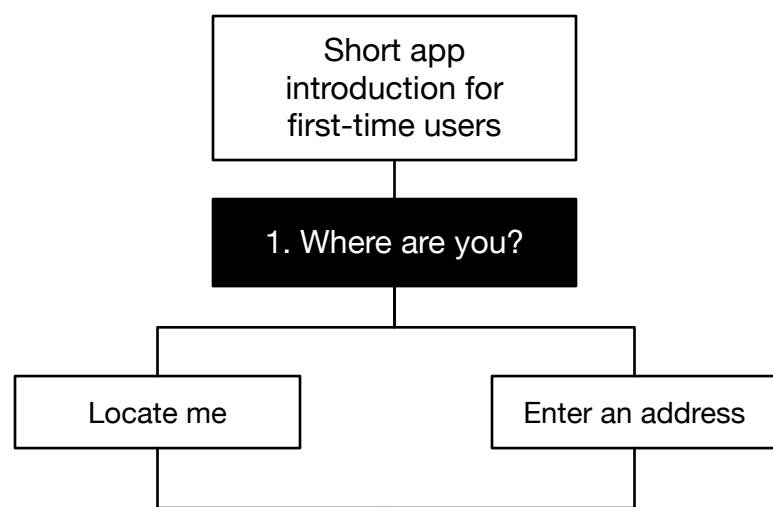 Short app
introduction for
first-time users
1. Where are you?
Locate me
Enter an address